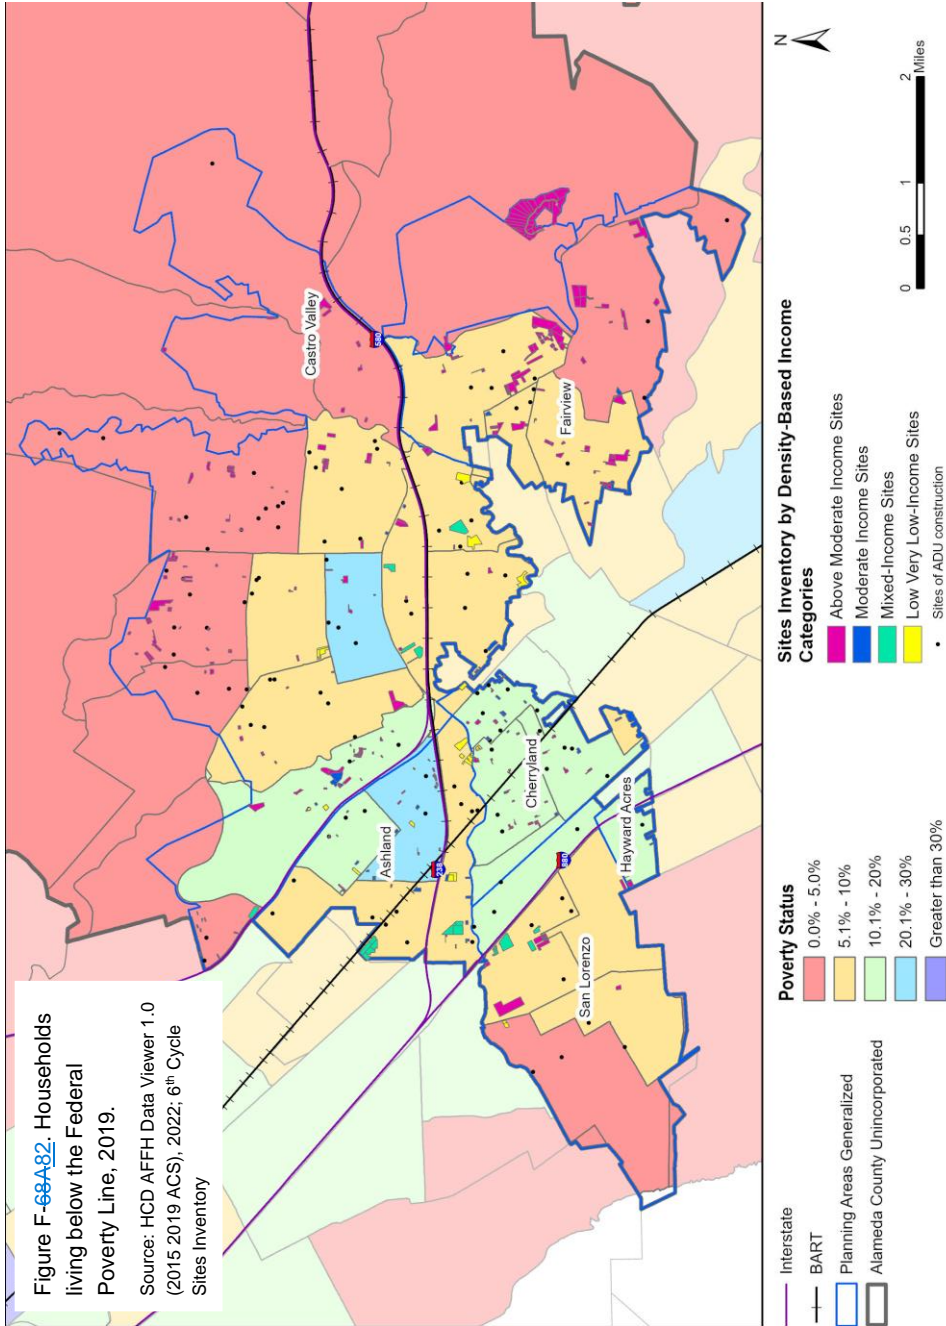 Figure F-68A82. Households
living below the Federal
Poverty Line, 2019.
Source: HCD AFFH Data Viewer 1.0
(2015 2019 ACS), 2022; 6th Cycle
Sites Inventory
Castro Valley
580
Fairview
Ashland
238
Cherryland
880
Hayward Acres
San Lorenzo
Interstate
BART
Planning Areas Generalized
Alameda County Unincorporated
Poverty Status
0.0% - 5.0%
5.1% - 10%
10.1% - 20%
20.1% - 30%
Greater than 30%
Sites Inventory by Density-Based Income
Categories
Above Moderate Income Sites
Moderate Income Sites
Mixed-Income Sites
Low Very Low-Income Sites
Sites of ADU construction
N
0 0.5 1 2
Miles